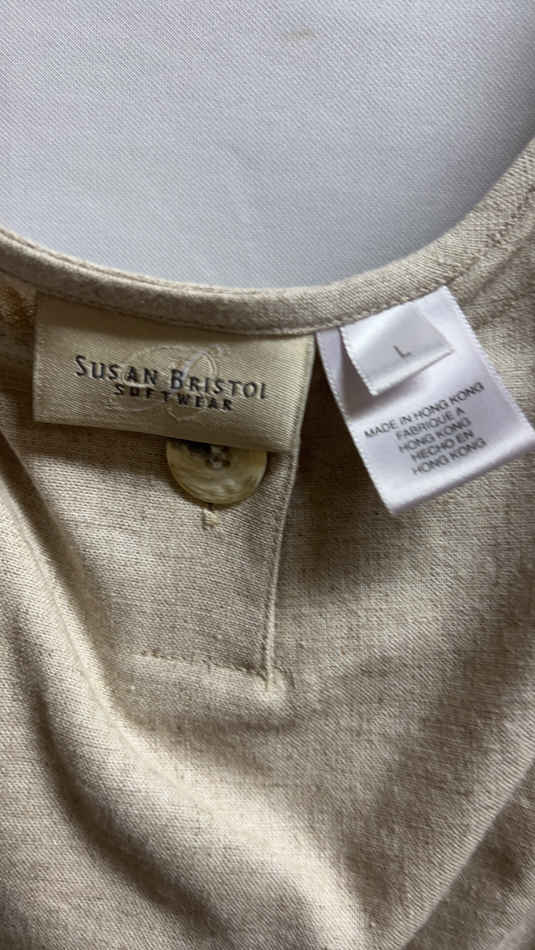 SUSAN BRISTOL
SOFTWEAR
L
MADE IN HONG KONG
FABRIQUE A
HONG KONG
HECHO EN
HONG KONG